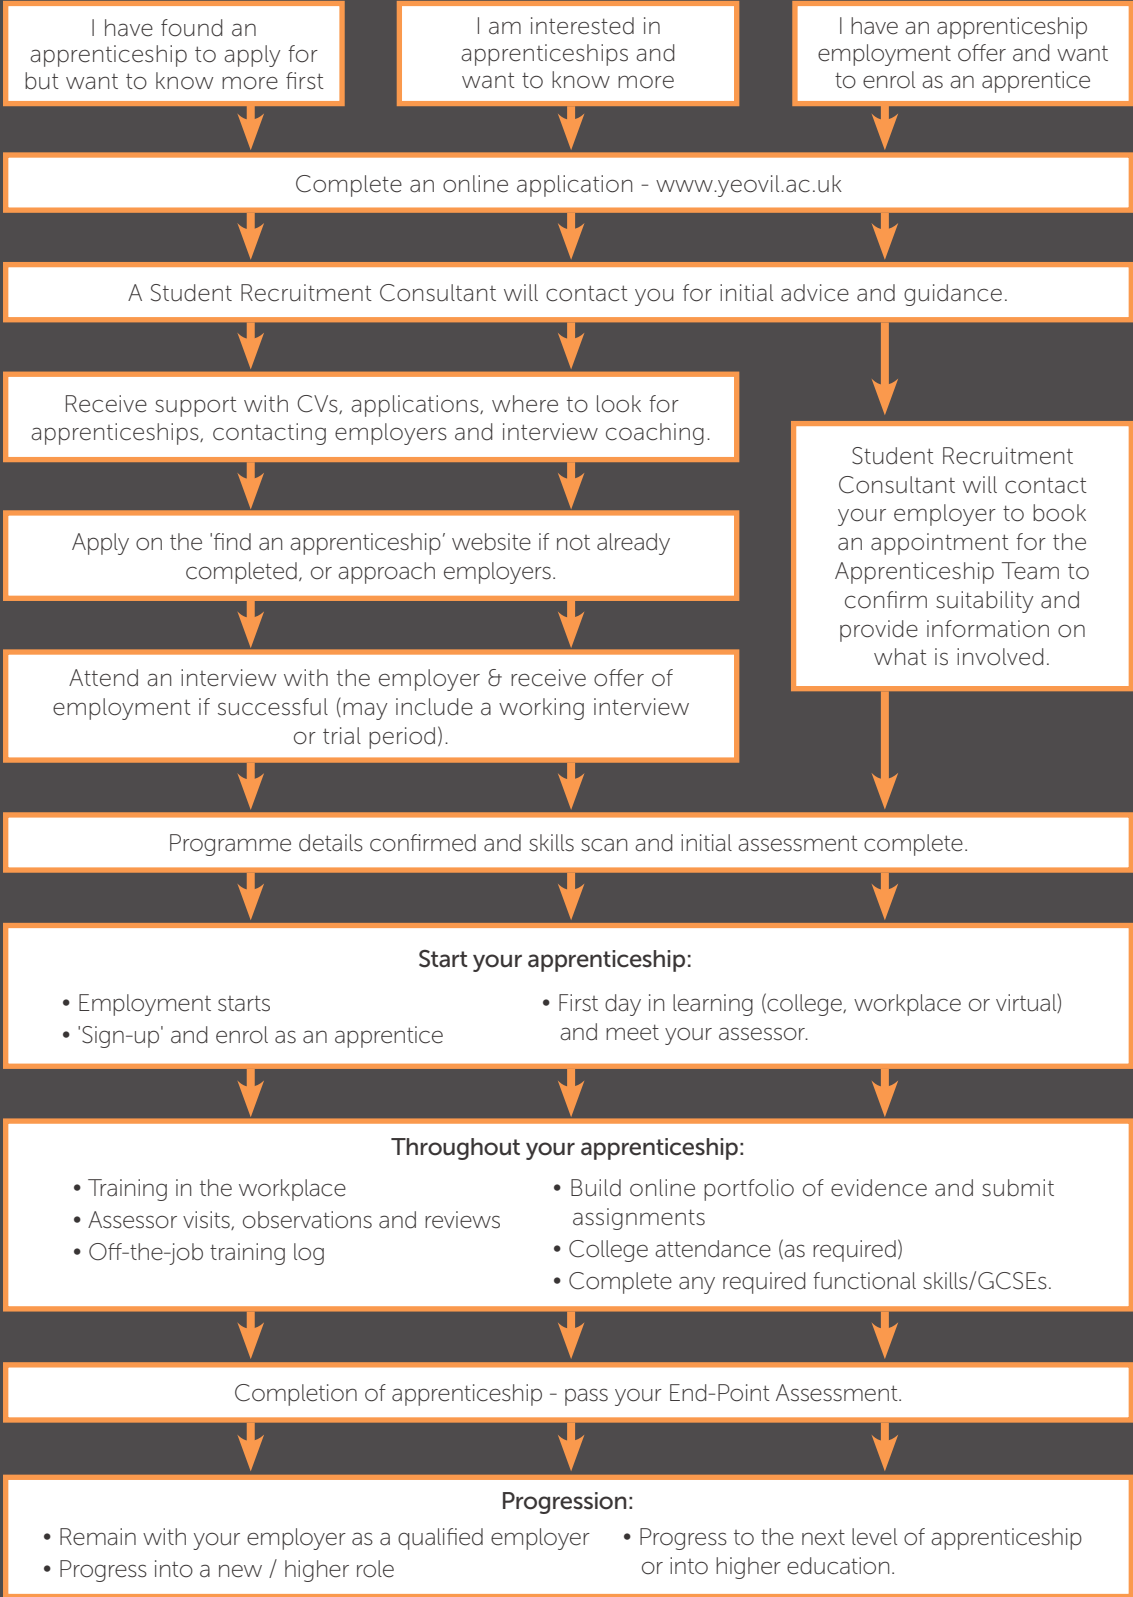 I have found an
apprenticeship to apply for
but want to know more first
I am interested in
apprenticeships and
want to know more
I have an apprenticeship
employment offer and want
to enrol as an apprentice
Complete an online application - www.yeovil.ac.uk
A Student Recruitment Consultant will contact you for initial advice and guidance.
Receive support with CVs, applications, where to look for
apprenticeships, contacting employers and interview coaching.
Apply on the 'find an apprenticeship’ website if not already
completed, or approach employers.
Attend an interview with the employer & receive offer of
employment if successful (may include a working interview
or trial period).
Student Recruitment
Consultant will contact
your employer to book
an appointment for the
Apprenticeship Team to
confirm suitability and
provide information on
what is involved.
Programme details confirmed and skills scan and initial assessment complete.
Start your apprenticeship:
• Employment starts
• 'Sign-up' and enrol as an apprentice
• First day in learning (college, workplace or virtual)
and meet your assessor.
Throughout your apprenticeship:
• Training in the workplace
• Assessor visits, observations and reviews
• Off-the-job training log
• Build online portfolio of evidence and submit
assignments
• College attendance (as required)
• Complete any required functional skills/GCSEs.
Completion of apprenticeship - pass your End-Point Assessment.
Progression:
• Remain with your employer as a qualified employer
• Progress into a new / higher role
• Progress to the next level of apprenticeship
or into higher education.